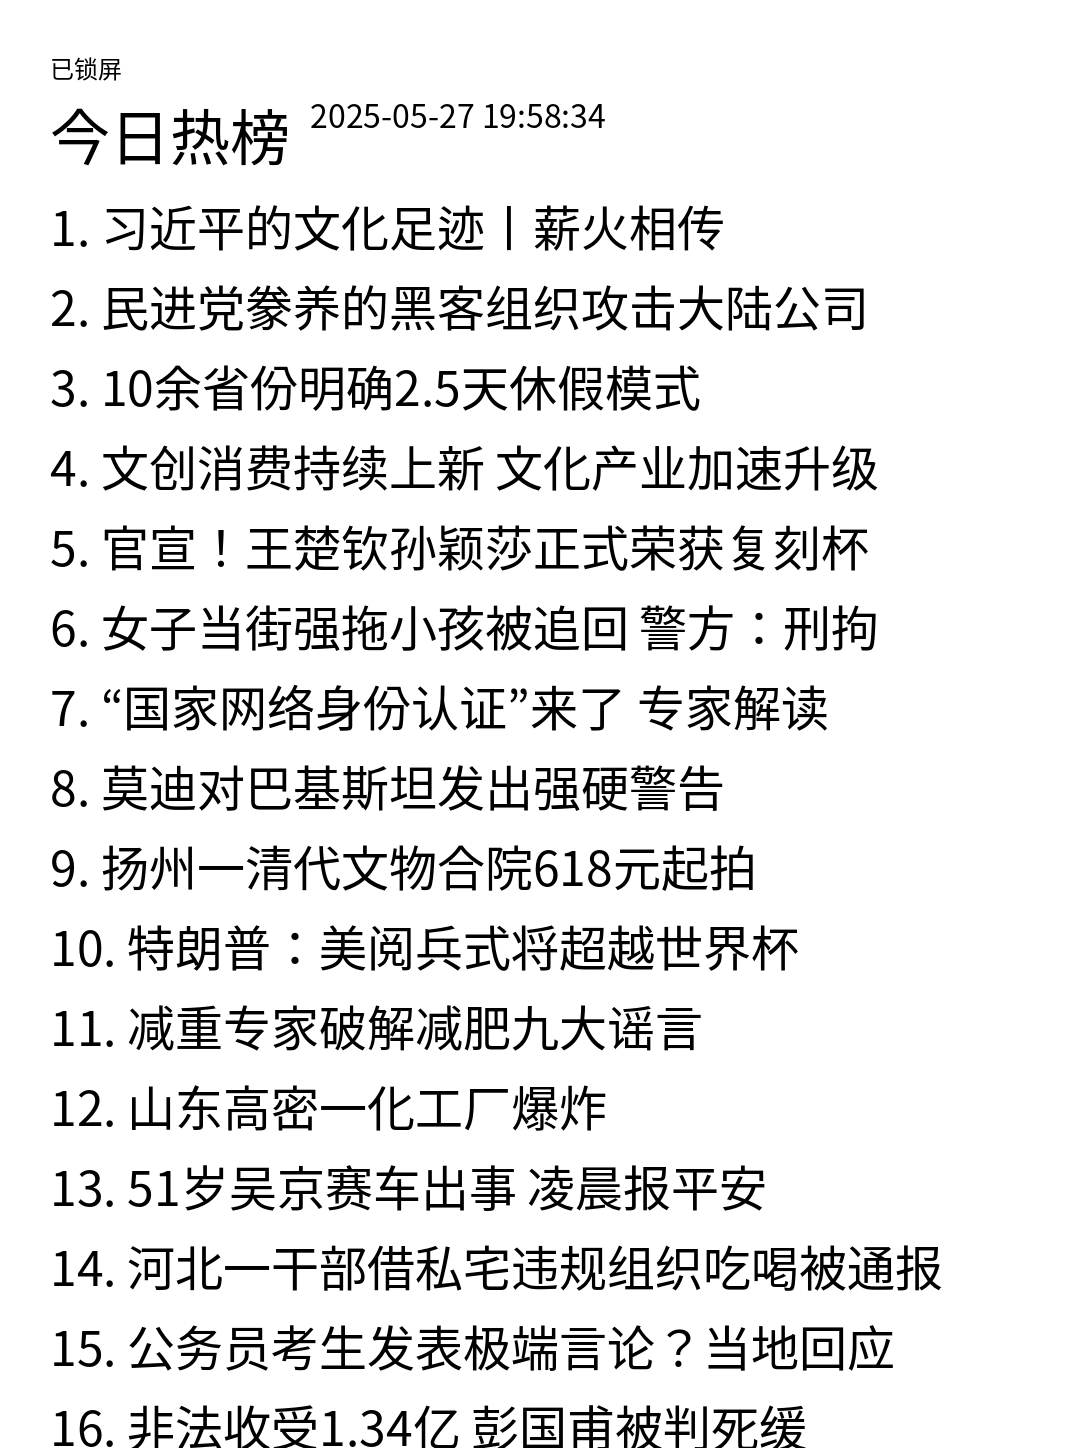 已锁屏
今日热榜 2025-05-27 19:58:34
1. 习近平的文化足迹丨薪火相传
2. 民进党豢养的黑客组织攻击大陆公司
3. 10余省份明确2.5天休假模式
4. 文创消费持续上新 文化产业加速升级
5. 官宣！王楚钦孙颖莎正式荣获复刻杯
6. 女子当街强拖小孩被追回 警方：刑拘
7. “国家网络身份认证”来了 专家解读
8. 莫迪对巴基斯坦发出强硬警告
9. 扬州一清代文物合院618元起拍
10. 特朗普：美阅兵式将超越世界杯
11. 减重专家破解减肥九大谣言
12. 山东高密一化工厂爆炸
13. 51岁吴京赛车出事 凌晨报平安
14. 河北一干部借私宅违规组织吃喝被通报
15. 公务员考生发表极端言论？当地回应
16. 非法收受1.34亿 彭国甫被判死缓